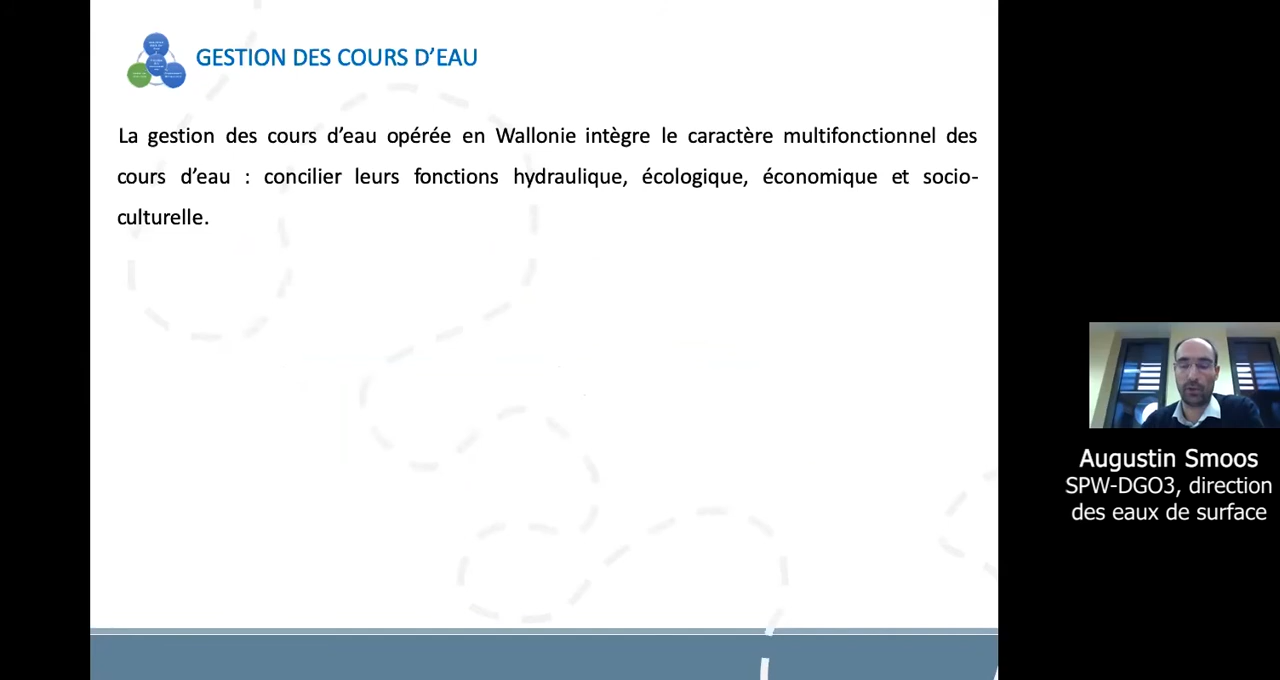 GESTION DES COURS D’EAU
La gestion des cours d’eau opérée en Wallonie intègre le caractère multifonctionnel des
cours d’eau : concilier leurs fonctions hydraulique, écologique, économique et socio-
culturelle.
Augustin Smoos
SPW-DGO3, direction
des eaux de surface